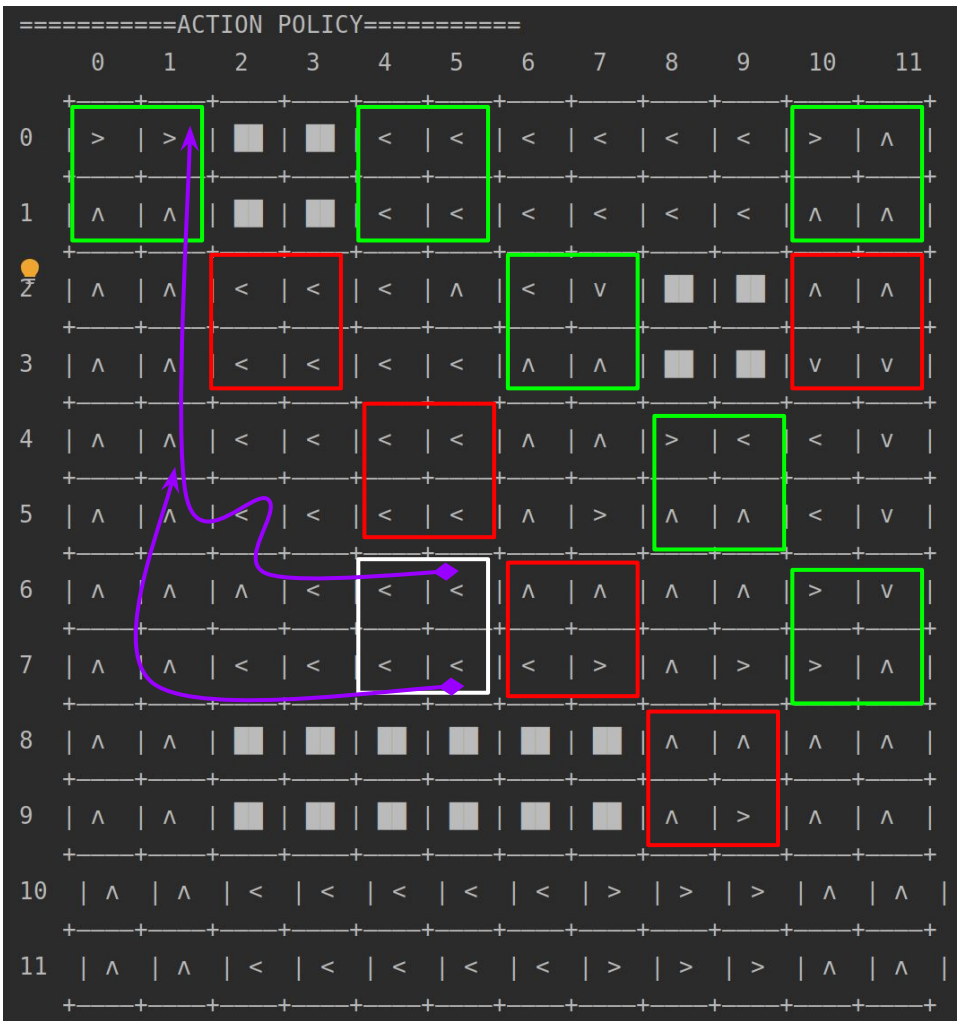 ===========ACTION POLICY===========
0 1 2 3 4 5 6 7 8 9 10 11
+————+————+————+————+————+————+————+————+————+————+————+————+
0 | > | > | ██ | ██ | < | < | < | < | < | < | > | ʌ |
+————+————+————+————+————+————+————+————+————+————+————+————+
1 | ʌ | ʌ | ██ | ██ | < | < | < | < | < | < | ʌ | ʌ |
+————+————+————+————+————+————+————+————+————+————+————+————+
2 | ʌ | ʌ | < | < | < | ʌ | < | v | ██ | ██ | ʌ | ʌ |
+————+————+————+————+————+————+————+————+————+————+————+————+
3 | ʌ | ʌ | < | < | < | < | ʌ | ʌ | ██ | ██ | v | v |
+————+————+————+————+————+————+————+————+————+————+————+————+
4 | ʌ | ʌ | < | < | < | < | ʌ | ʌ | > | < | < | v |
+————+————+————+————+————+————+————+————+————+————+————+————+
5 | ʌ | ʌ | < | < | < | < | ʌ | > | ʌ | ʌ | < | v |
+————+————+————+————+————+————+————+————+————+————+————+————+
6 | ʌ | ʌ | ʌ | < | < | < | ʌ | ʌ | ʌ | ʌ | > | v |
+————+————+————+————+————+————+————+————+————+————+————+————+
7 | ʌ | ʌ | < | < | < | < | < | > | ʌ | > | > | ʌ |
+————+————+————+————+————+————+————+————+————+————+————+————+
8 | ʌ | ʌ | ██ | ██ | ██ | ██ | ██ | ██ | ʌ | ʌ | ʌ | ʌ |
+————+————+————+————+————+————+————+————+————+————+————+————+
9 | ʌ | ʌ | ██ | ██ | ██ | ██ | ██ | ██ | ʌ | > | ʌ | ʌ |
+————+————+————+————+————+————+————+————+————+————+————+————+
10 | ʌ | ʌ | < | < | < | < | < | > | > | > | ʌ | ʌ |
+————+————+————+————+————+————+————+————+————+————+————+————+
11 | ʌ | ʌ | < | < | < | < | < | > | > | > | ʌ | ʌ |
+————+————+————+————+————+————+————+————+————+————+————+————+